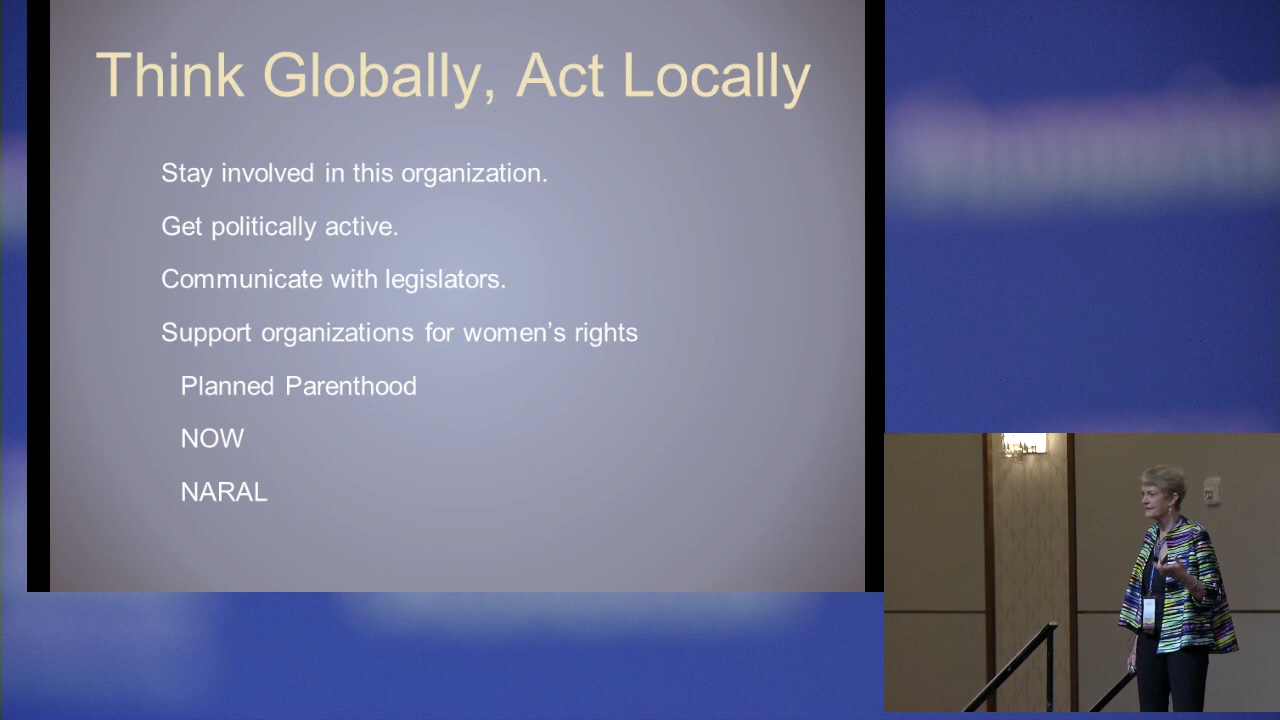 Think Globally, Act Locally
Stay involved in this organization.
Get politically active.
Communicate with legislators.
Support organizations for women’s rights
Planned Parenthood
NOW
NARAL